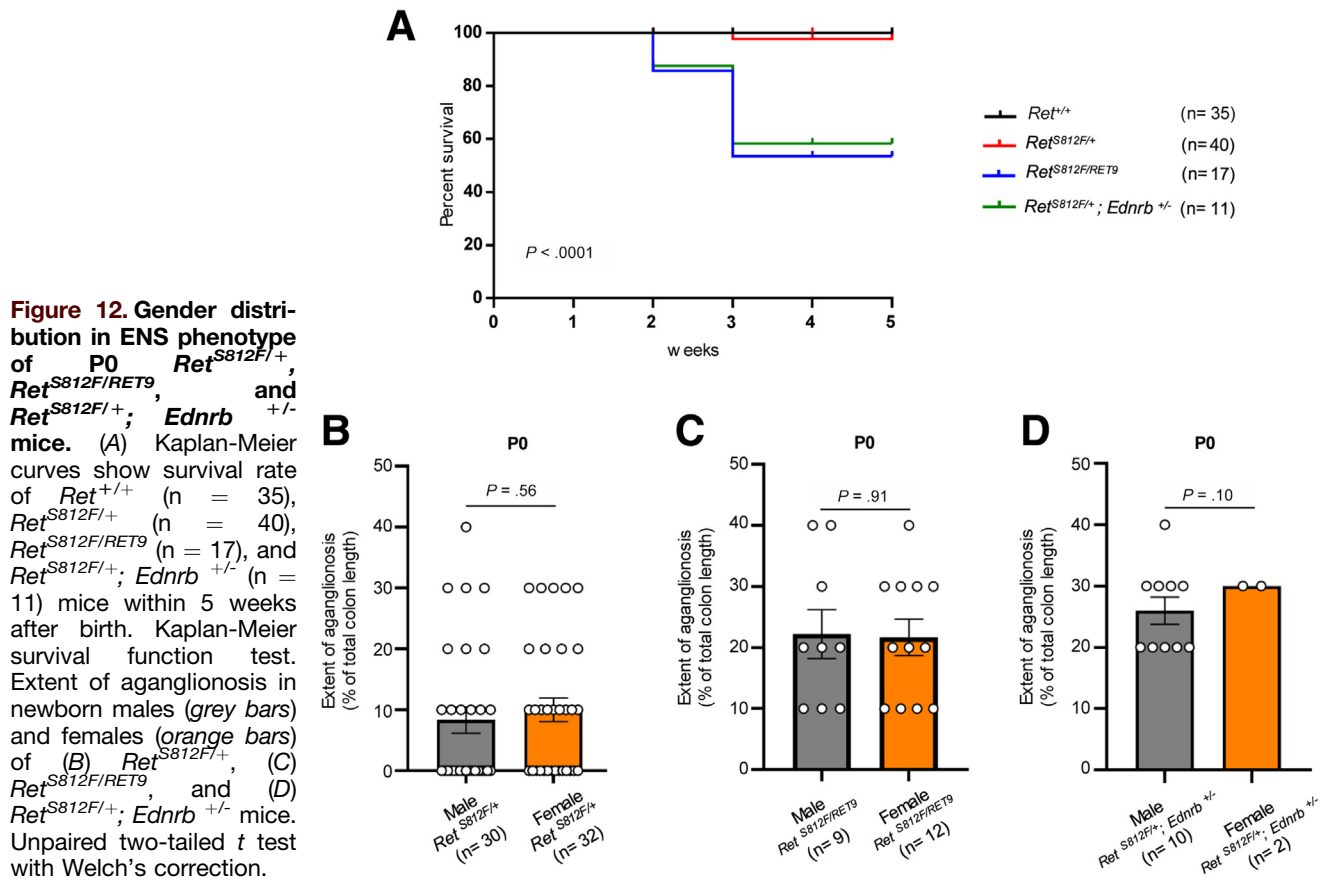 A
100
80
60
40
20
0
Percent survival
P < .0001
0 1 2 3 4 5
weeks
Ret+/+ (n= 35)
RetS812F/+ (n= 40)
RetS812F/RET9 (n= 17)
RetS812F/+; Ednrb +/- (n= 11)
Figure 12. Gender distri-
bution in ENS phenotype
of P0 RetS812F/+,
RetS812F/RET9, and
RetS812F/+; Ednrb +/-
mice. (A) Kaplan-Meier
curves show survival rate
of Ret+/+ (n = 35),
RetS812F/+ (n = 40),
RetS812F/RET9 (n = 17), and
RetS812F/+; Ednrb +/- (n =
11) mice within 5 weeks
after birth. Kaplan-Meier
survival function test.
Extent of aganglionosis in
newborn males (grey bars)
and females (orange bars)
of (B) RetS812F/+, (C)
RetS812F/RET9, and (D)
RetS812F/+; Ednrb +/- mice.
Unpaired two-tailed t test
with Welch's correction.
B
P0
50
40
30
20
10
0
Extent of aganglionosis
(% of total colon length)
P = .56
Male
Ret S812F/+
(n= 30)
Female
Ret S812F/+
(n= 32)
C
P0
50
40
30
20
10
0
Extent of aganglionosis
(% of total colon length)
P = .91
Male
Ret S812F/RET9
(n= 9)
Female
Ret S812F/RET9
(n= 12)
D
P0
50
40
30
20
10
0
Extent of aganglionosis
(% of total colon length)
P = .10
Male
Ret S812F/+; Ednrb +/-
(n= 10)
Female
Ret S812F/+; Ednrb +/-
(n= 2)